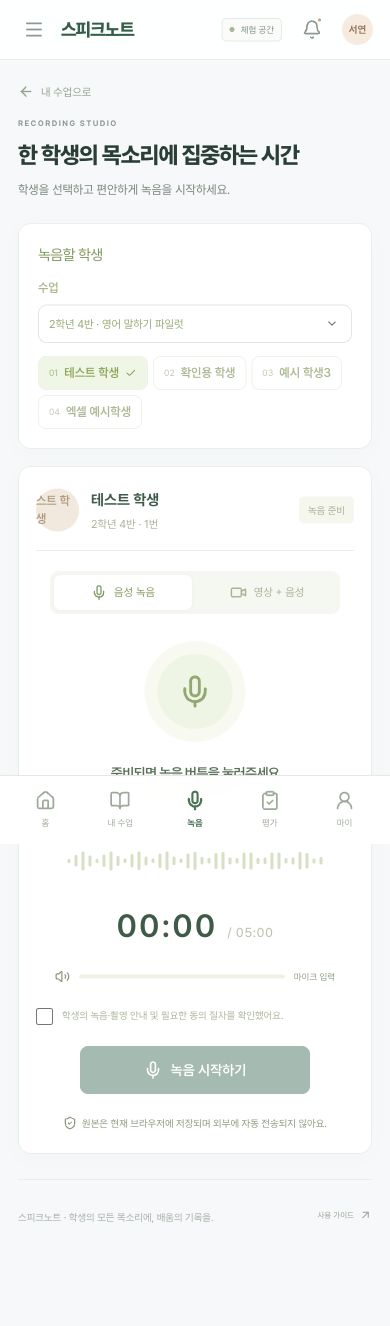 스피크노트
체험 공간
서연
내 수업으로
RECORDING STUDIO
한 학생의 목소리에 집중하는 시간
학생을 선택하고 편안하게 녹음을 시작하세요.
녹음할 학생
수업
2학년 4반 · 영어 말하기 파일럿
01 테스트 학생
02 확인용 학생
03 예시 학생3
04 엑셀 예시학생
스트 학
생
테스트 학생
2학년 4반 · 1번
녹음 준비
음성 녹음
영상 + 음성
준비되면 녹음 버튼을 눌러주세요
홈
내 수업
녹음
평가
마이
00:00 / 05:00
마이크 입력
학생의 녹음·촬영 안내 및 필요한 동의 절차를 확인했어요.
녹음 시작하기
원본은 현재 브라우저에 저장되며 외부에 자동 전송되지 않아요.
스피크노트 · 학생의 모든 목소리에, 배움의 기록을.
사용 가이드